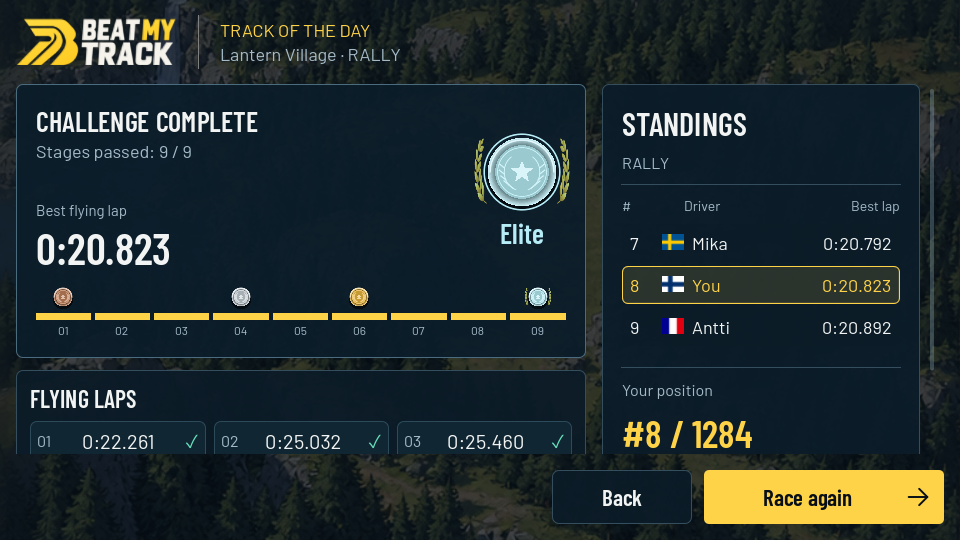 BEAT MY
TRACK
TRACK OF THE DAY
Lantern Village · RALLY
CHALLENGE COMPLETE
Stages passed: 9 / 9
Elite
Best flying lap
0:20.823
01 02 03 04 05 06 07 08 09
FLYING LAPS
01 0:22.261 ✓ 02 0:25.032 ✓ 03 0:25.460 ✓
STANDINGS
RALLY
# Driver Best lap
7 Mika 0:20.792
8 You 0:20.823
9 Antti 0:20.892
Your position
#8 / 1284
Back
Race again →